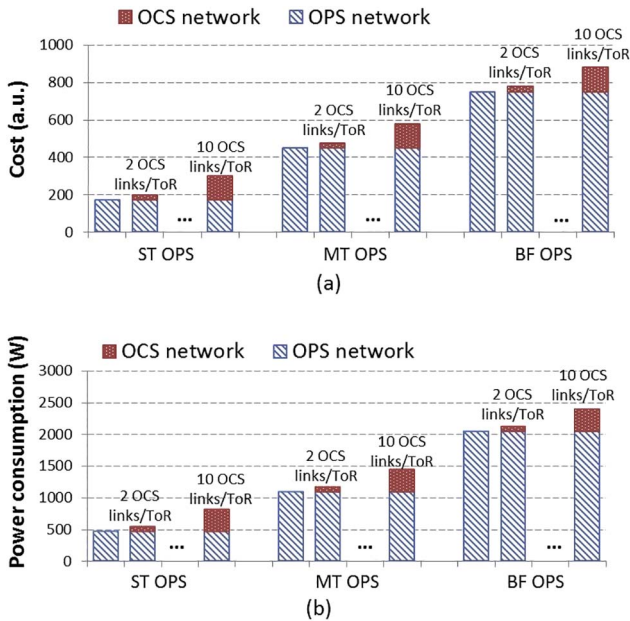 OCS network OPS network
Cost (a.u.)
1000
800
600
400
200
0
2 OCS
links/ToR
10 OCS
links/ToR
2 OCS
links/ToR
10 OCS
links/ToR
2 OCS
links/ToR
10 OCS
links/ToR
... ... ...
ST OPS MT OPS BF OPS
(a)
OCS network OPS network
Power consumption (W)
3000
2500
2000
1500
1000
500
0
2 OCS
links/ToR
10 OCS
links/ToR
2 OCS
links/ToR
10 OCS
links/ToR
2 OCS
links/ToR
10 OCS
links/ToR
... ... ...
ST OPS MT OPS BF OPS
(b)